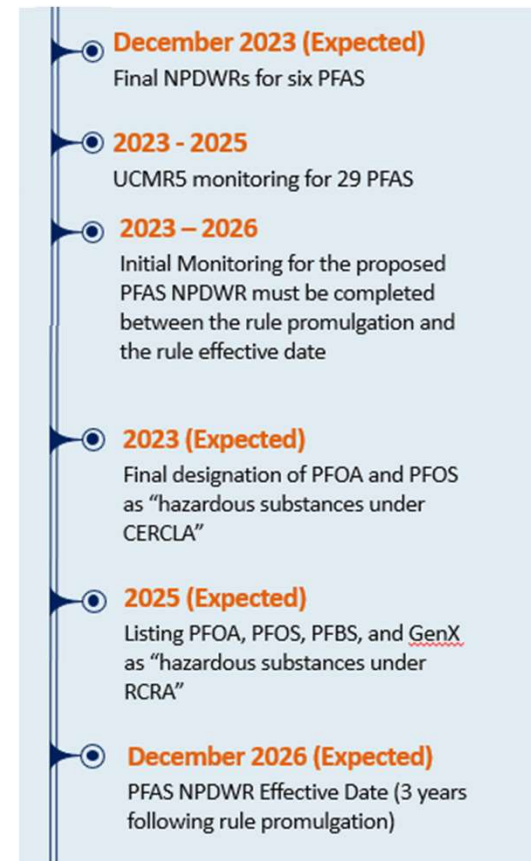 December 2023 (Expected)
Final NPDWRs for six PFAS
2023 - 2025
UCMR5 monitoring for 29 PFAS
2023 – 2026
Initial Monitoring for the proposed
PFAS NPDWR must be completed
between the rule promulgation and
the rule effective date
2023 (Expected)
Final designation of PFOA and PFOS
as “hazardous substances under
CERCLA”
2025 (Expected)
Listing PFOA, PFOS, PFBS, and GenX
as “hazardous substances under
RCRA”
December 2026 (Expected)
PFAS NPDWR Effective Date (3 years
following rule promulgation)